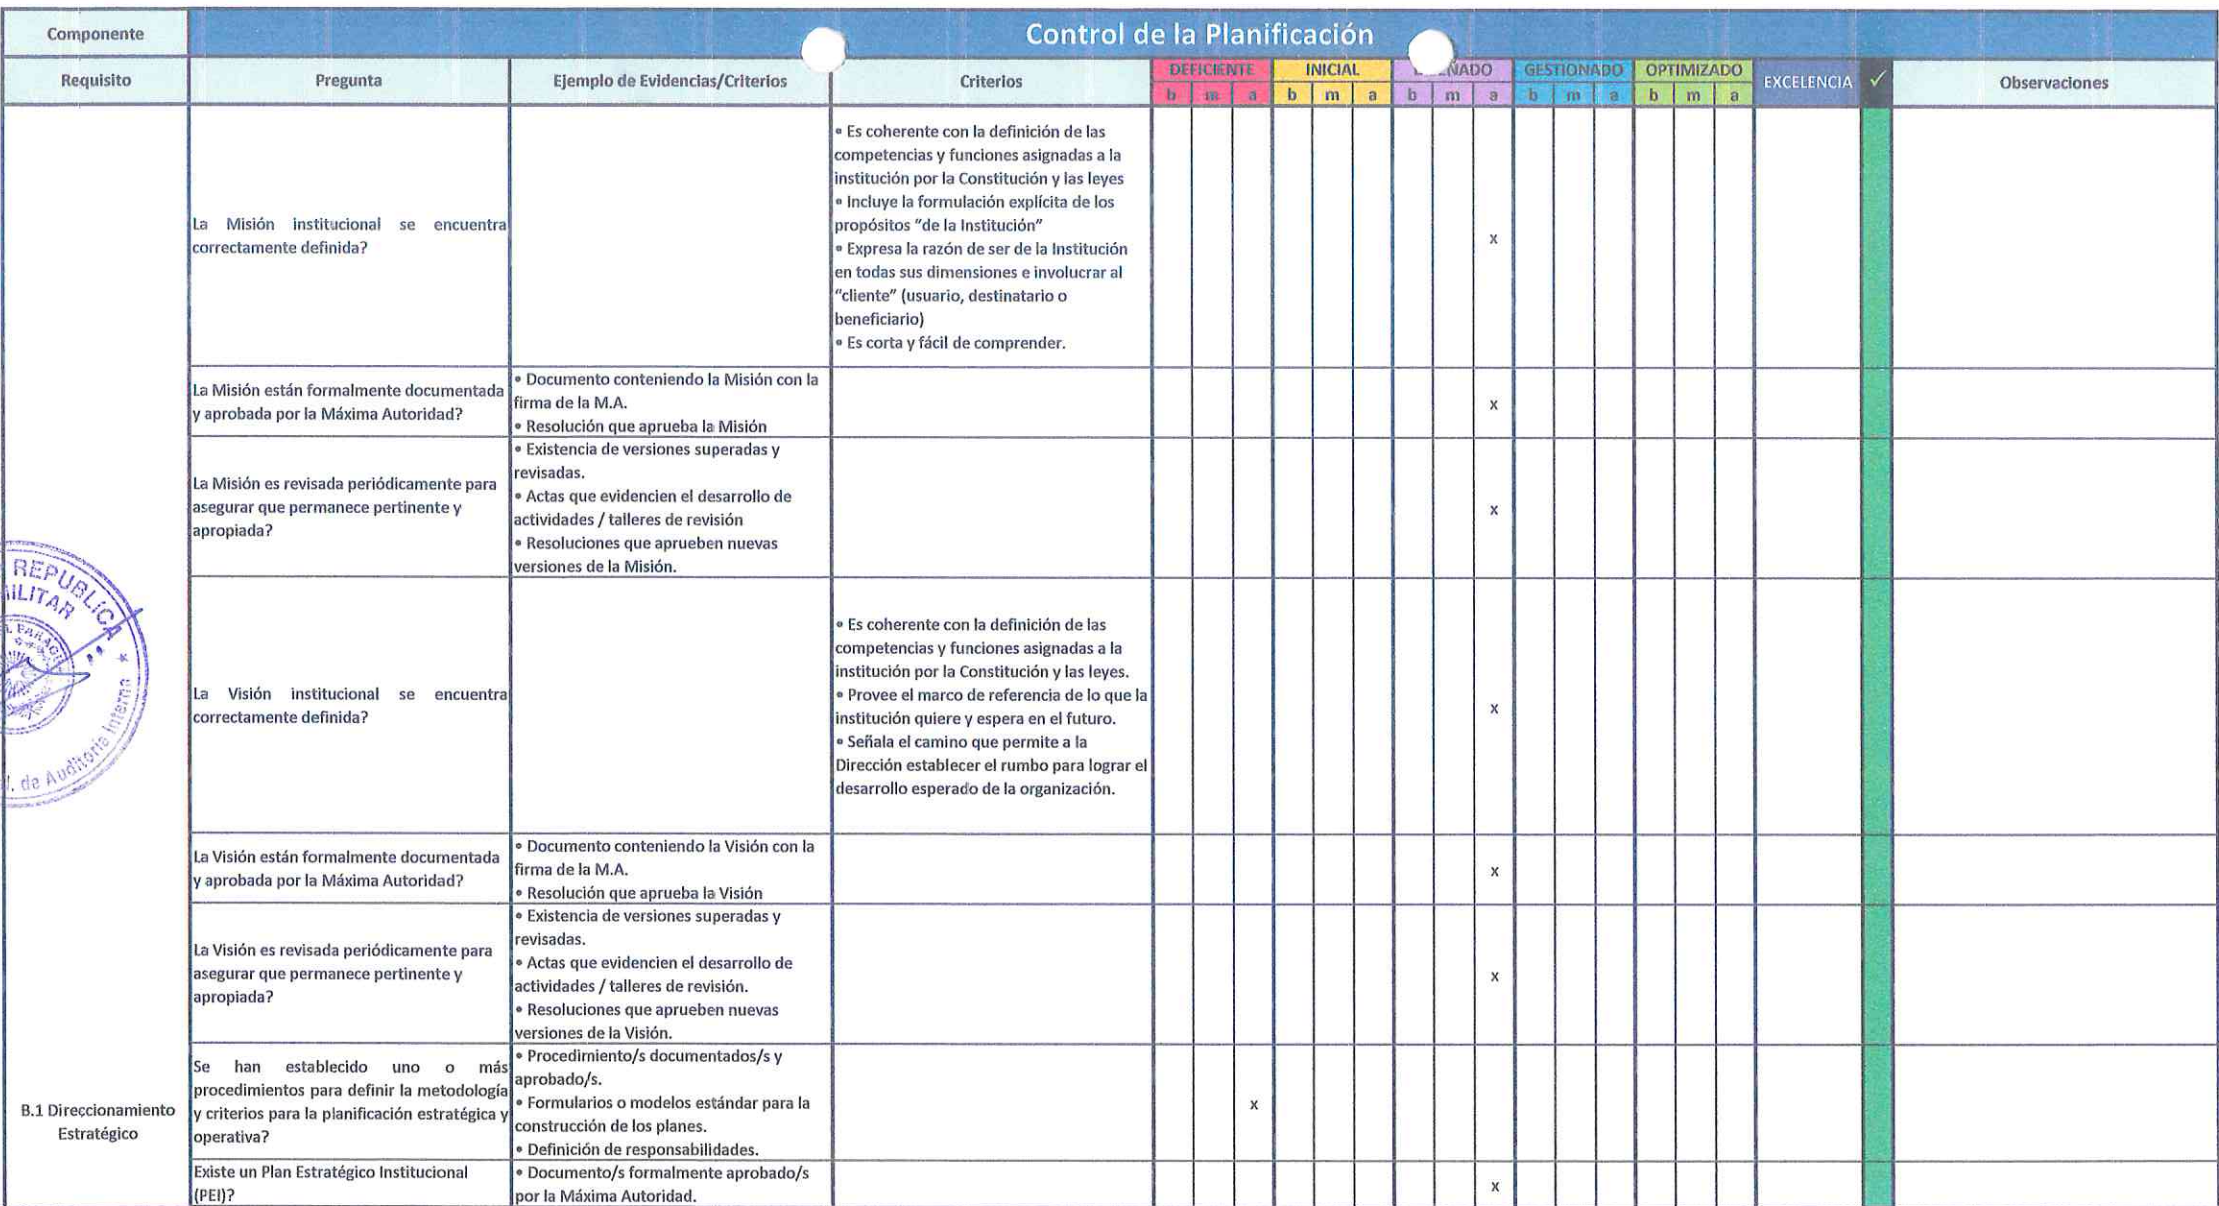 Componente
Control de la Planificación
Requisito
Pregunta
Ejemplo de Evidencias/Criterios
Criterios
DEFICIENTE
INICIAL
GESTIONADO
OPTIMIZADO
EXCELENCIA
✓
Observaciones
b m a b m a b m a b m a b m a
La Misión institucional se encuentra
correctamente definida?
• Es coherente con la definición de las
competencias y funciones asignadas a la
institución por la Constitución y las leyes
• Incluye la formulación explícita de los
propósitos "de la Institución"
• Expresa la razón de ser de la Institución
en todas sus dimensiones e involucrar al
"cliente" (usuario, destinatario o
beneficiario)
• Es corta y fácil de comprender.
x
La Misión están formalmente documentada
y aprobada por la Máxima Autoridad?
• Documento conteniendo la Misión con la
firma de la M.A.
• Resolución que aprueba la Misión
x
La Misión es revisada periódicamente para
asegurar que permanece pertinente y
apropiada?
• Existencia de versiones superadas y
revisadas.
• Actas que evidencien el desarrollo de
actividades / talleres de revisión
• Resoluciones que aprueben nuevas
versiones de la Misión.
x
La Visión institucional se encuentra
correctamente definida?
• Es coherente con la definición de las
competencias y funciones asignadas a la
institución por la Constitución y las leyes.
• Provee el marco de referencia de lo que la
institución quiere y espera en el futuro.
• Señala el camino que permite a la
Dirección establecer el rumbo para lograr el
desarrollo esperado de la organización.
x
La Visión están formalmente documentada
y aprobada por la Máxima Autoridad?
• Documento conteniendo la Visión con la
firma de la M.A.
• Resolución que aprueba la Visión
x
La Visión es revisada periódicamente para
asegurar que permanece pertinente y
apropiada?
• Existencia de versiones superadas y
revisadas.
• Actas que evidencien el desarrollo de
actividades / talleres de revisión.
• Resoluciones que aprueben nuevas
versiones de la Visión.
x
B.1 Direccionamiento
Estratégico
Se han establecido uno o más
procedimientos para definir la metodología
y criterios para la planificación estratégica y
operativa?
• Procedimiento/s documentados/s y
aprobado/s.
• Formularios o modelos estándar para la
construcción de los planes.
• Definición de responsabilidades.
x
Existe un Plan Estratégico Institucional
(PEI)?
• Documento/s formalmente aprobado/s
por la Máxima Autoridad.
x
REPUBLICA
MILITAR
de Auditoria Interna